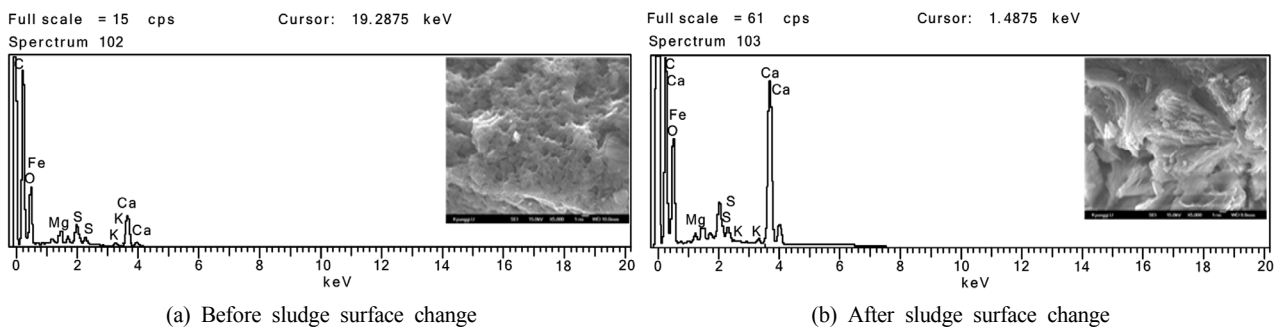 Full scale = 15 cps Cursor: 19.2875 keV
Sperctrum 102
C
Fe
O
Mg
S
S
K
K
Ca
Ca
0 2 4 6 8 10 12 14 16 18 20
keV
(a) Before sludge surface change
Full scale = 61 cps Cursor: 1.4875 keV
Sperctrum 103
C
Ca
Fe
O
Mg
S
S
K
K
Ca
Ca
0 2 4 6 8 10 12 14 16 18 20
keV
(b) After sludge surface change